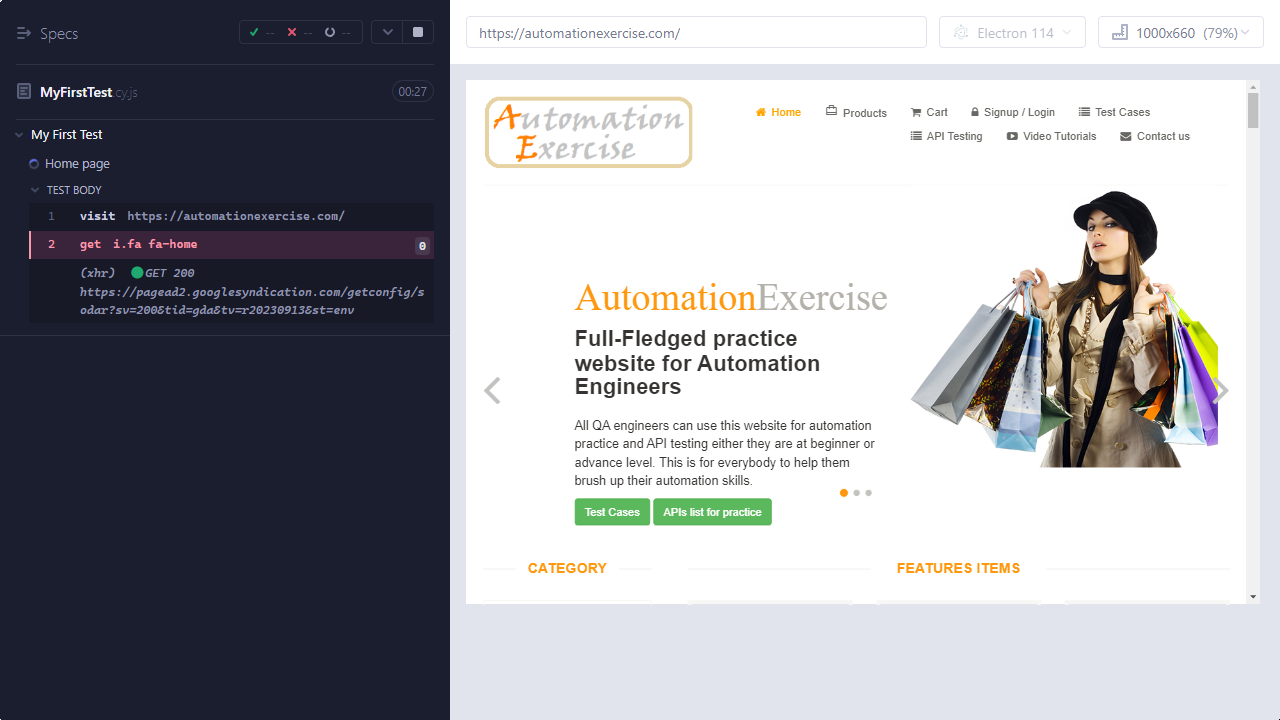 Specs
--
--
--
https://automationexercise.com/
Electron 114
1000x660 (79%)
MyFirstTest.cy.js
00:27
My First Test
Home page
TEST BODY
1 visit https://automationexercise.com/
2 get i.fa fa-home 0
(xhr) GET 200
https://pagead2.googlesyndication.com/getconfig/s
odar?sv=200&tid=gda&tv=r20230913&st=env
Automation
Exercise
Home
Products
Cart
Signup / Login
Test Cases
API Testing
Video Tutorials
Contact us
AutomationExercise
Full-Fledged practice
website for Automation
Engineers
All QA engineers can use this website for automation
practice and API testing either they are at beginner or
advance level. This is for everybody to help them
brush up their automation skills.
Test Cases
APIs list for practice
CATEGORY
FEATURES ITEMS